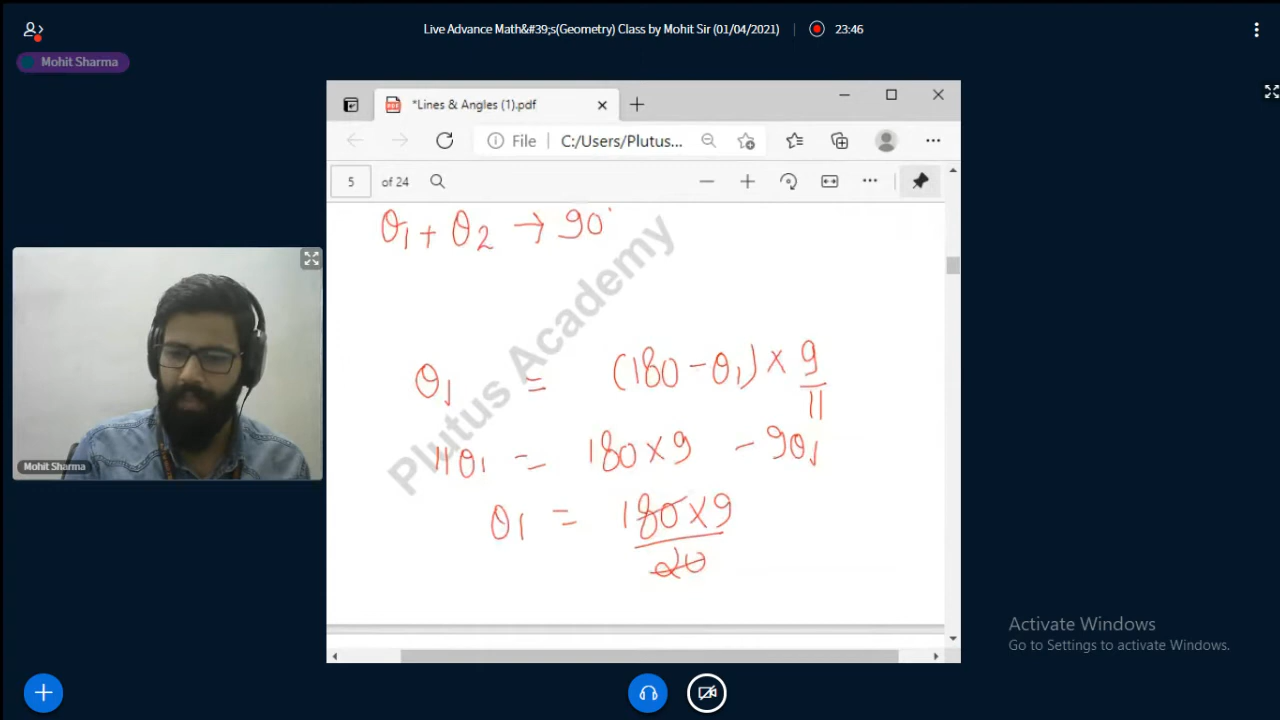 Live Advance Math&#39;s(Geometry) Class by Mohit Sir (01/04/2021) 23:46
Mohit Sharma
*Lines & Angles (1).pdf
File C:/Users/Plutus...
5 of 24
θ₁ + θ₂ → 90°
Plutus Academy
θ₁ = (180 - θ₁) × 9/11
11θ₁ = 180 × 9 - 9θ₁
θ₁ = 180 × 9/20
Mohit Sharma
Activate Windows
Go to Settings to activate Windows.